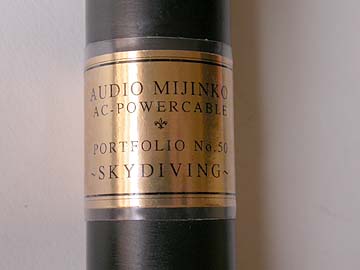 AUDIO MIJINKO
AC-POWERCABLE
PORTFOLIO No.50
~SKYDIVING~